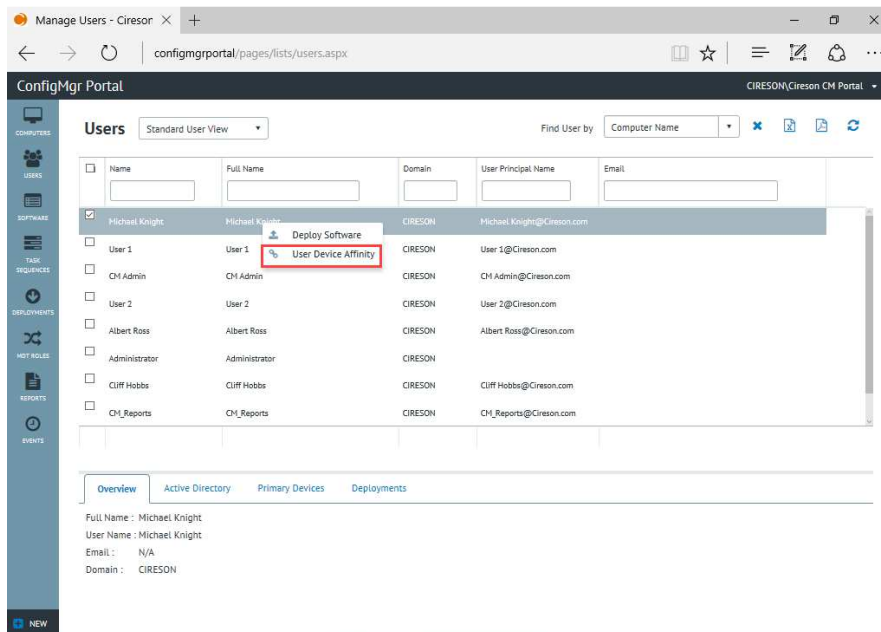 Manage Users - Cireson
configmgrportal/pages/lists/users.aspx
ConfigMgr Portal
CIRESON\Cireson CM Portal
COMPUTERS
USERS
SOFTWARE
TASK SEQUENCES
DEPLOYMENTS
MDT ROLES
REPORTS
EVENTS
NEW
Users
Standard User View
Find User by
Computer Name
Name Full Name Domain User Principal Name Email
Michael Knight Michael Knight CIRESON Michael Knight@Cireson.com
Deploy Software
User Device Affinity
User 1 User 1 CIRESON User 1@Cireson.com
CM Admin CM Admin CIRESON CM Admin@Cireson.com
User 2 User 2 CIRESON User 2@Cireson.com
Albert Ross Albert Ross CIRESON Albert Ross@Cireson.com
Administrator Administrator CIRESON
Cliff Hobbs Cliff Hobbs CIRESON Cliff Hobbs@Cireson.com
CM_Reports CM_Reports CIRESON CM_Reports@Cireson.com
Overview Active Directory Primary Devices Deployments
Full Name : Michael Knight
User Name : Michael Knight
Email : N/A
Domain : CIRESON